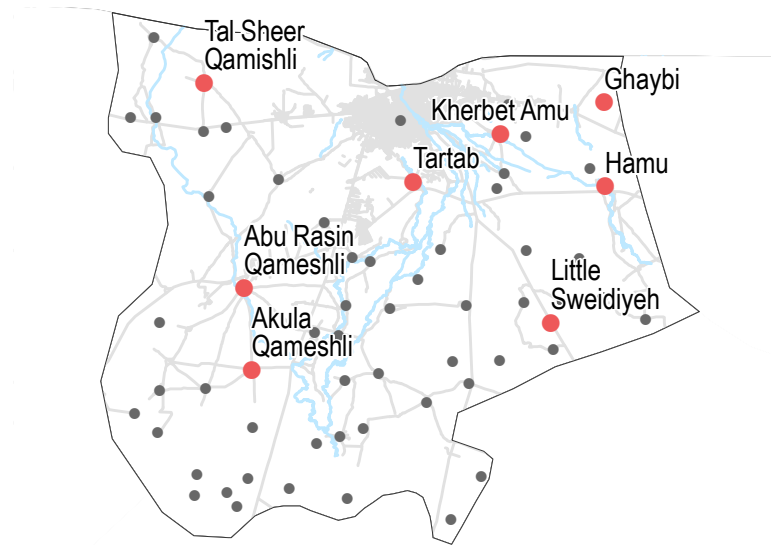 Tal Sheer
Qamishli
Ghaybi
Kherbet Amu
Tartab
Hamu
Abu Rasin
Qameshli
Little
Sweidiyeh
Akula
Qameshli